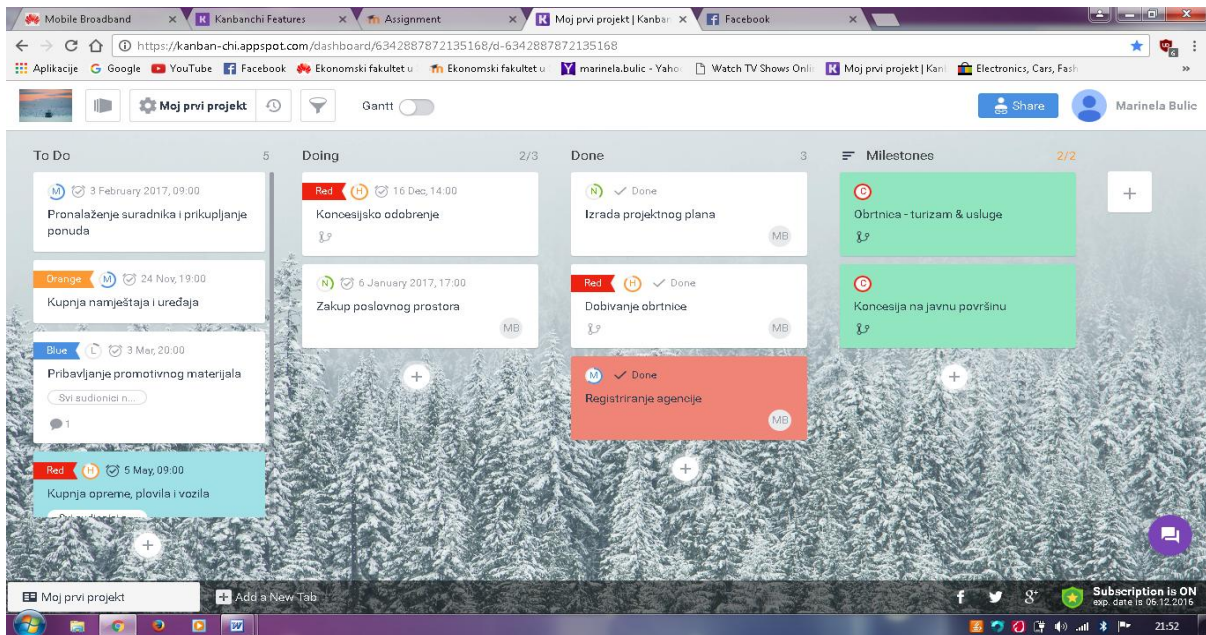 Mobile Broadband
Kanbanchi Features
Assignment
Moj prvi projekt | Kanban
Facebook
https://kanban-chi.appspot.com/dashboard/6342887872135168/d-6342887872135168
Aplikacije Google YouTube Facebook Ekonomski fakultet u Ekonomski fakultet u marinela.bulic - Yaho Watch TV Shows Onli Moj prvi projekt | Kan Electronics, Cars, Fash »
Moj prvi projekt
Gantt
Share
Marinela Bulic
To Do 5
M 3 February 2017, 09:00
Pronalaženje suradnika i prikupljanje
ponuda
Orange M 24 Nov, 19:00
Kupnja namještaja i uređaja
Blue L 3 Mar, 20:00
Pribavljanje promotivnog materijala
Svi sudionici n...
1
Red H 5 May, 09:00
Kupnja opreme, plovila i vozila
Svi sudionici n...
Doing 2/3
Red H 16 Dec, 14:00
Koncesijsko odobrenje
N 6 January 2017, 17:00
Zakup poslovnog prostora
MB
Done 3
N Done
Izrada projektnog plana
MB
Red H Done
Dobivanje obrtnice
MB
M Done
Registriranje agencije
MB
Milestones 2/2
C
Obrtnica - turizam & usluge
C
Koncesija na javnu površinu
Moj prvi projekt
Add a New Tab
Subscription is ON
exp. date is 06.12.2016
21:52